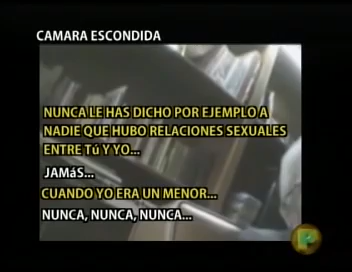 CAMARA ESCONDIDA
NUNCA LE HAS DICHO POR EJEMPLO A
NADIE QUE HUBO RELACIONES SEXUALES
ENTRE Tú Y YO...
JAMáS...
CUANDO YO ERA UN MENOR...
NUNCA, NUNCA, NUNCA...